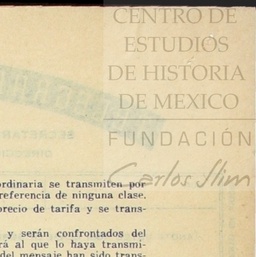 CENTRO DE
ESTUDIOS
DE HISTORIA
DE MEXICO
FUNDACIÓN
Carlos Slim
ordinaria se transmiten por
referencia de ninguna clase.
precio de tarifa y se trans-
y serán confrontados del
rá al que lo haya transmi-
del mensaje han sido trans-